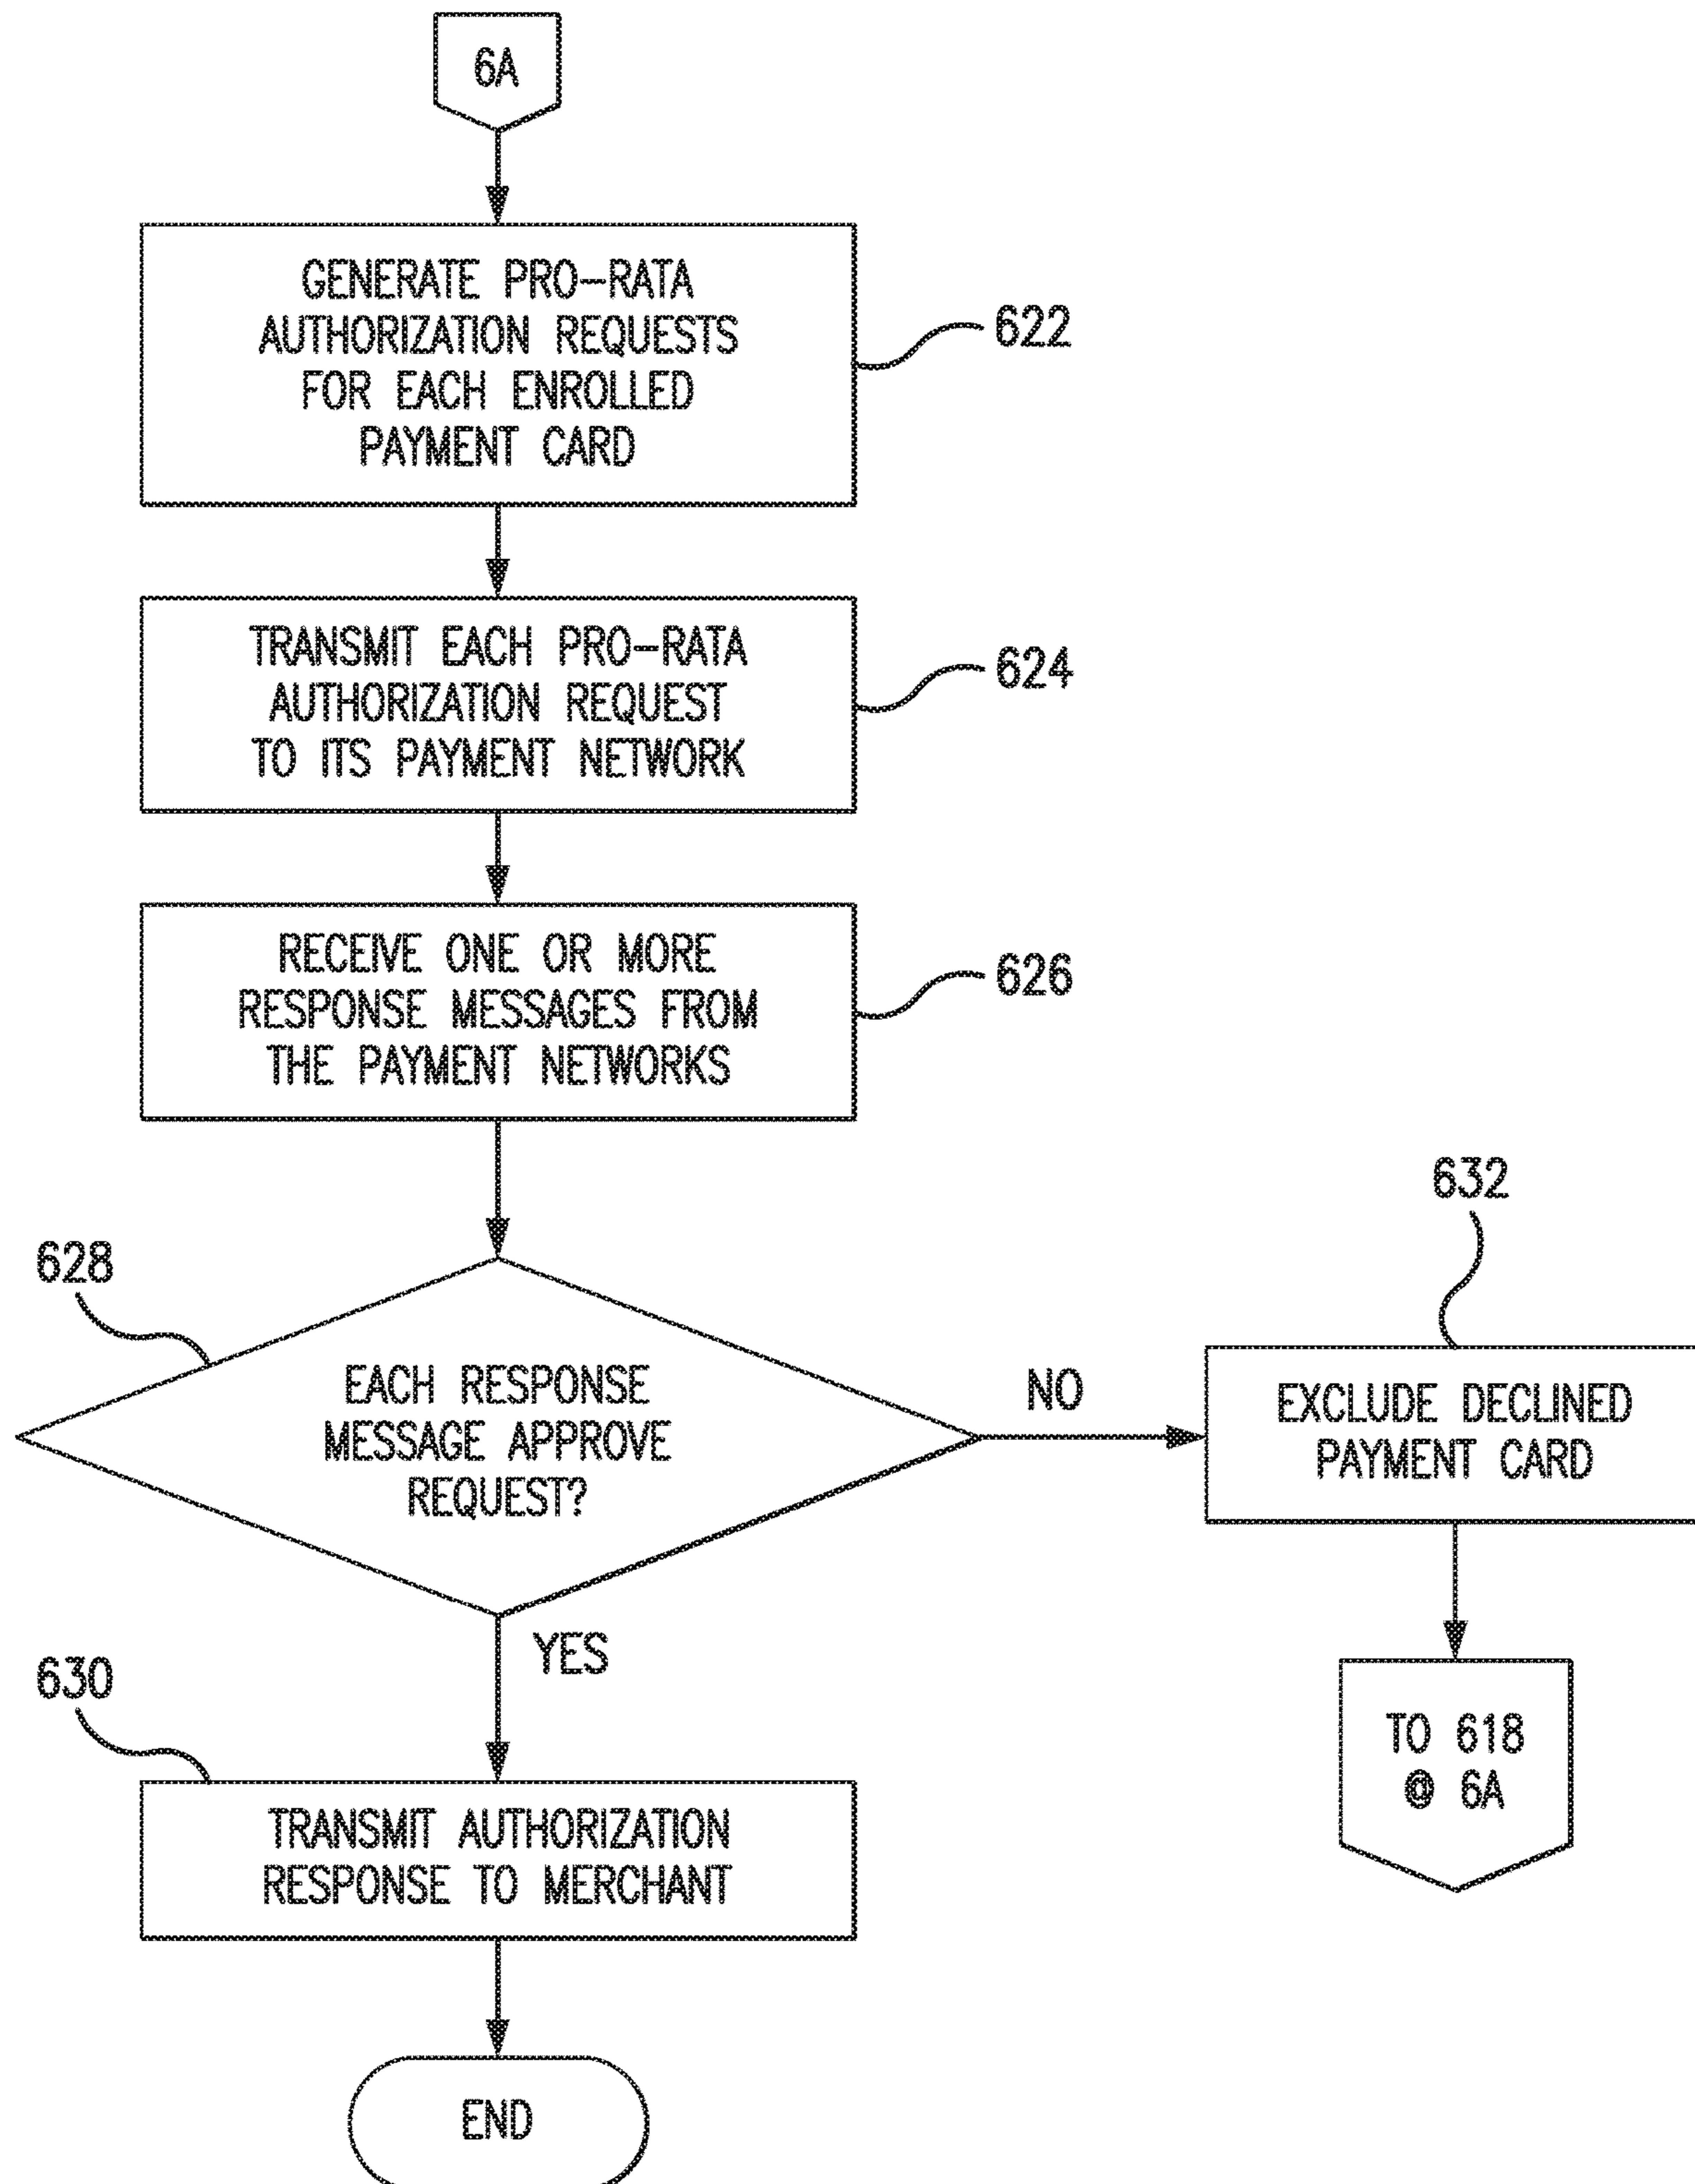 6A
GENERATE PRO-RATA
AUTHORIZATION REQUESTS
FOR EACH ENROLLED
PAYMENT CARD
622
TRANSMIT EACH PRO-RATA
AUTHORIZATION REQUEST
TO ITS PAYMENT NETWORK
624
RECEIVE ONE OR MORE
RESPONSE MESSAGES FROM
THE PAYMENT NETWORKS
626
628
EACH RESPONSE
MESSAGE APPROVE
REQUEST?
NO
632
EXCLUDE DECLINED
PAYMENT CARD
TO 618
@ 6A
YES
630
TRANSMIT AUTHORIZATION
RESPONSE TO MERCHANT
END